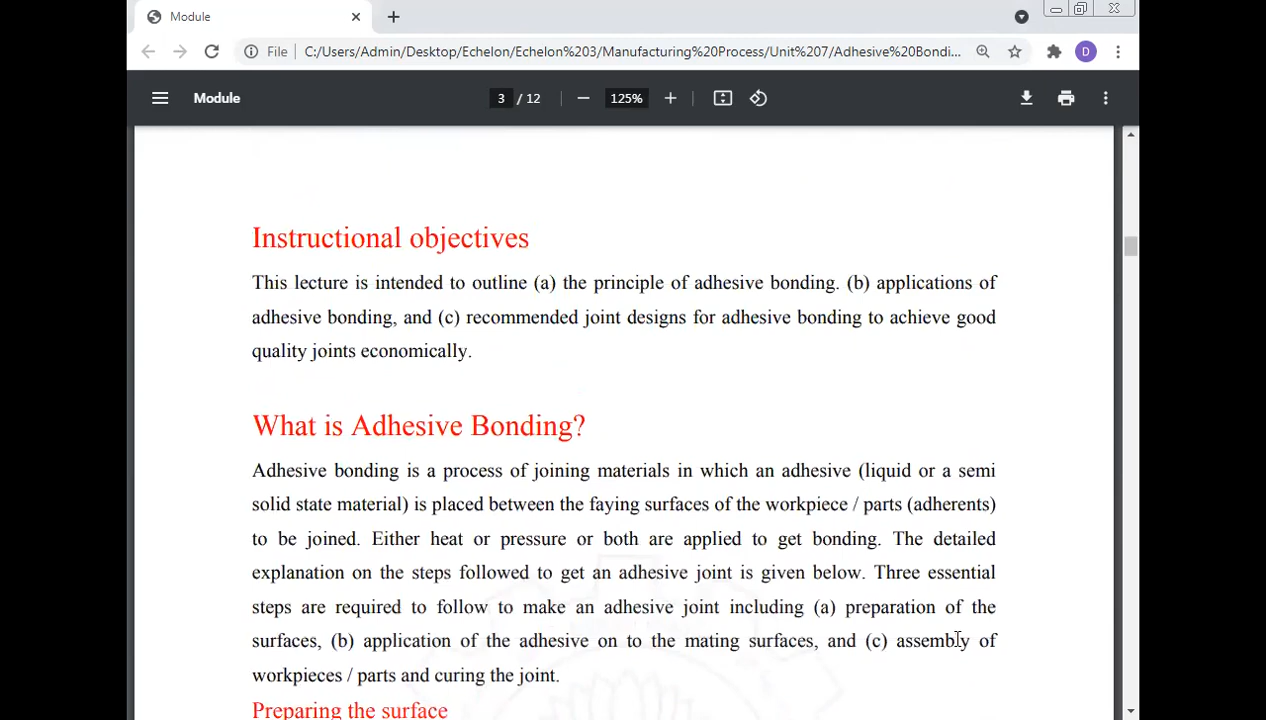 Module
File
C:/Users/Admin/Desktop/Echelon/Echelon%203/Manufacturing%20Process/Unit%207/Adhesive%20Bondi...
D
Module
3 / 12
125%
Instructional objectives
This lecture is intended to outline (a) the principle of adhesive bonding. (b) applications of
adhesive bonding, and (c) recommended joint designs for adhesive bonding to achieve good
quality joints economically.
What is Adhesive Bonding?
Adhesive bonding is a process of joining materials in which an adhesive (liquid or a semi
solid state material) is placed between the faying surfaces of the workpiece / parts (adherents)
to be joined. Either heat or pressure or both are applied to get bonding. The detailed
explanation on the steps followed to get an adhesive joint is given below. Three essential
steps are required to follow to make an adhesive joint including (a) preparation of the
surfaces, (b) application of the adhesive on to the mating surfaces, and (c) assembly of
workpieces / parts and curing the joint.
Preparing the surface